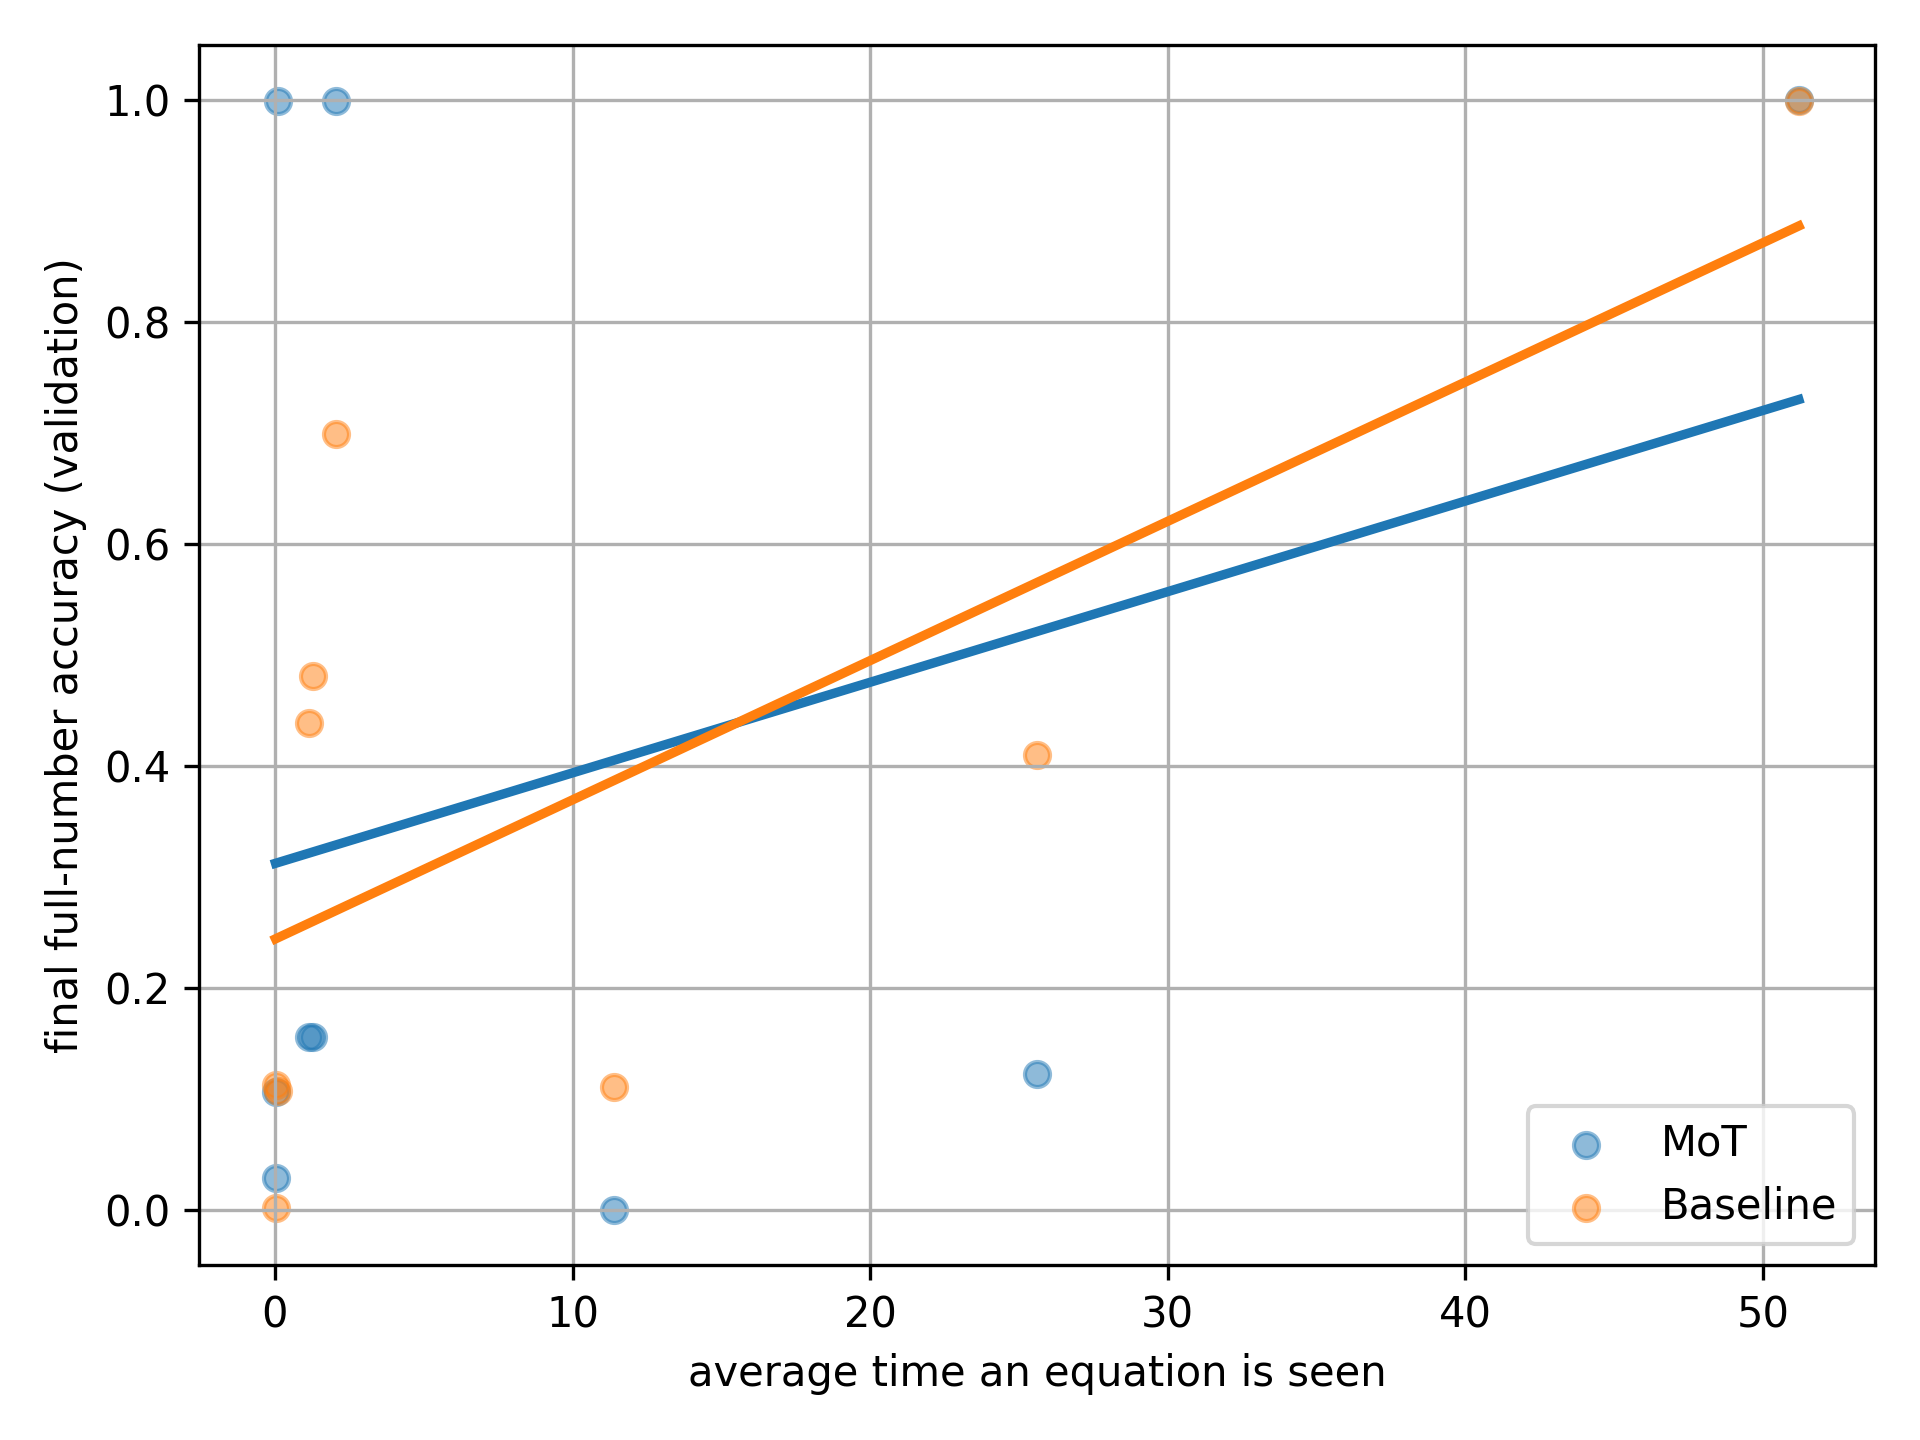 1.0
0.8
0.6
0.4
0.2
0.0
final full-number accuracy (validation)
0 10 20 30 40 50
average time an equation is seen
MoT
Baseline